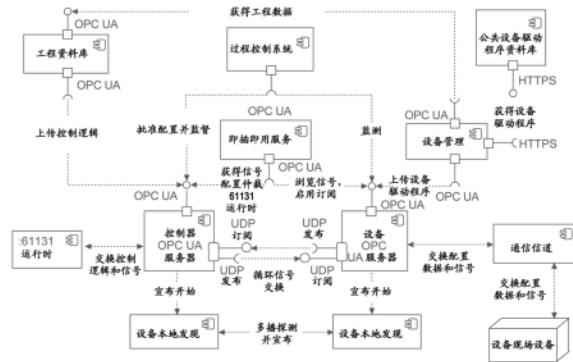 获得工程数据
OPC UA
工程资料库
OPC UA
过程控制系统
OPC UA
公共设备驱动
程序资料库
HTTPS
获得设备
驱动程序
OPC UA
设备管理
HTTPS
OPC UA
上传控制逻辑
批准配置并监督
即插即用服务
OPC UA
监测
获得信号
配置仲裁
61131
运行时
浏览信号,
启用订阅
上传设备
驱动程序
OPC UA
OPC UA
控制器
OPC UA
服务器
UDP
订阅
UDP
发布
设备
OPC
UA
服务器
:61131
运行时
交换控制
逻辑和信号
UDP
发布
循环信号
交换
UDP
订阅
交换配置
数据和信号
通信信道
宣布开始
宣布开始
交换配置
数据和信号
设备本地发现
多播探测
并宣布
设备本地发现
设备现场设备